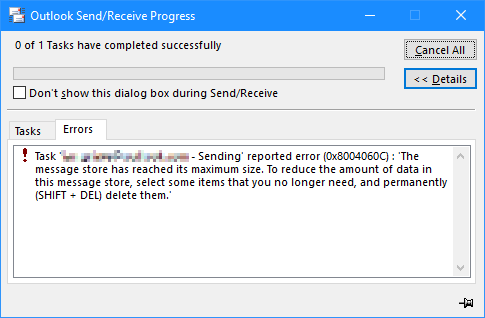 Outlook Send/Receive Progress
0 of 1 Tasks have completed successfully
Cancel All
<< Details
Don't show this dialog box during Send/Receive
Tasks
Errors
Task ' - Sending' reported error (0x8004060C) : 'The
message store has reached its maximum size. To reduce the amount of data in
this message store, select some items that you no longer need, and permanently
(SHIFT + DEL) delete them.'